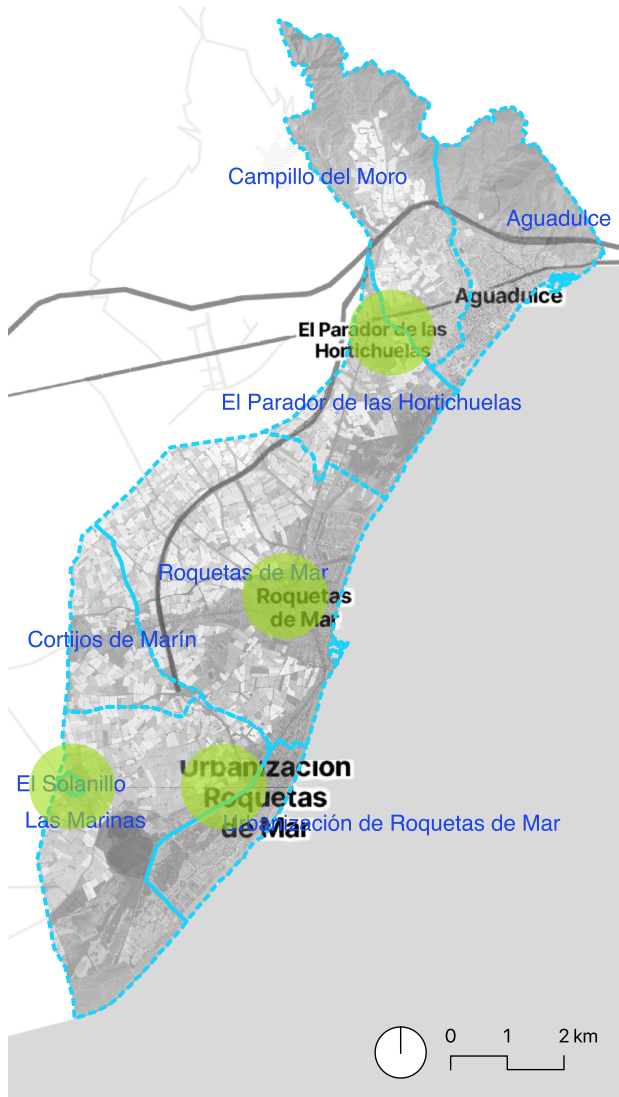 Campillo del Moro
Aguadulce
Aguadulce
El Parador de las
Hortichuelas
El Parador de las Hortichuelas
Roquetas de Mar
Roquetas
de Mar
Cortijos de Marín
Urbanización
Roquetas
de Mar
El Solanillo
Las Marinas
Urbanización de Roquetas de Mar
0 1 2 km